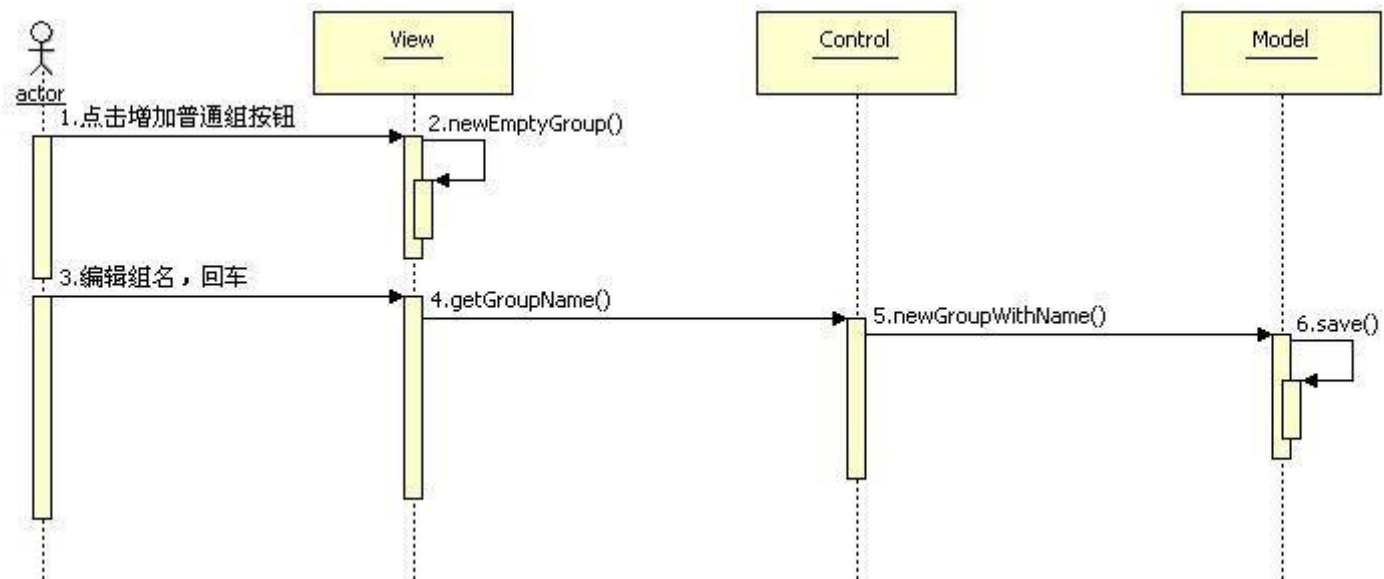 View
Control
Model
actor
1.点击增加普通组按钮
2.newEmptyGroup()
3.编辑组名，回车
4.getGroupName()
5.newGroupWithName()
6.save()